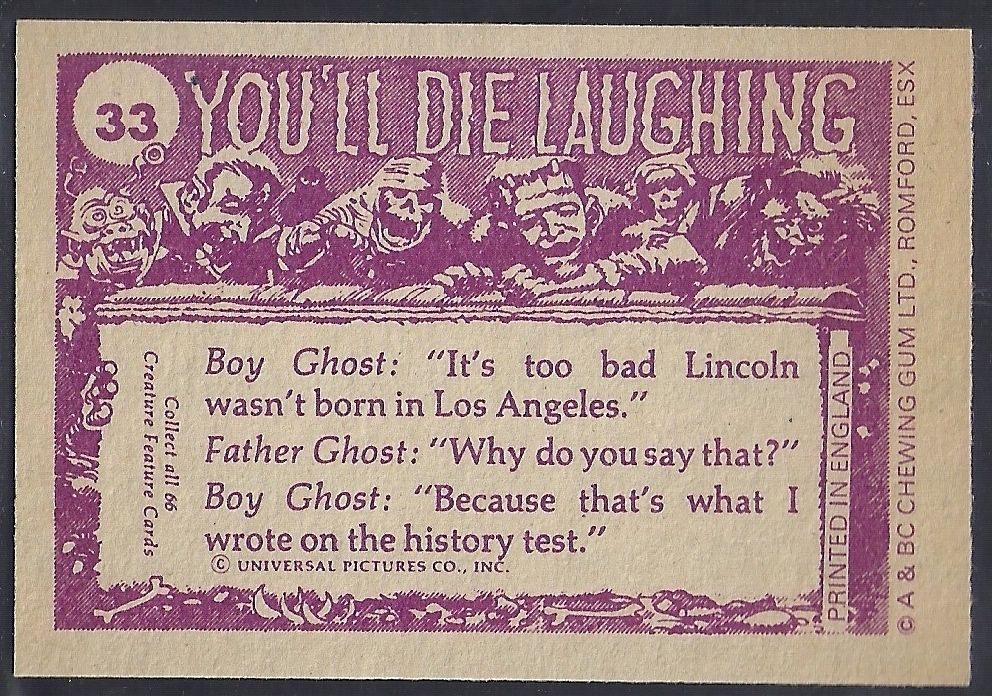 33
YOU'LL DIE LAUGHING
Boy Ghost: "It's too bad Lincoln
wasn't born in Los Angeles."
Father Ghost: "Why do you say that?"
Boy Ghost: "Because that's what I
wrote on the history test."
© UNIVERSAL PICTURES CO., INC.
Collect all 66
Creature Feature Cards
PRINTED IN ENGLAND
© A & BC CHEWING GUM LTD., ROMFORD, ESX